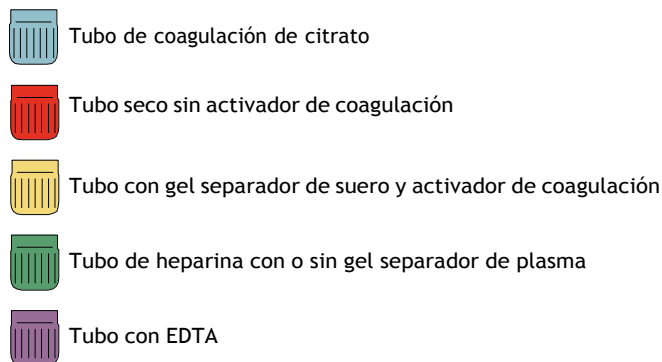 Tubo de coagulación de citrato
Tubo seco sin activador de coagulación
Tubo con gel separador de suero y activador de coagulación
Tubo de heparina con o sin gel separador de plasma
Tubo con EDTA